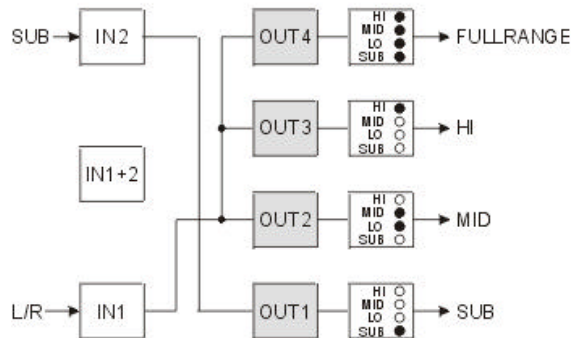 SUB IN2 OUT4 HI MID LO SUB FULLRANGE
IN1+2 OUT3 HI MID LO SUB HI
OUT2 HI MID LO SUB MID
L/R IN1 OUT1 HI MID LO SUB SUB